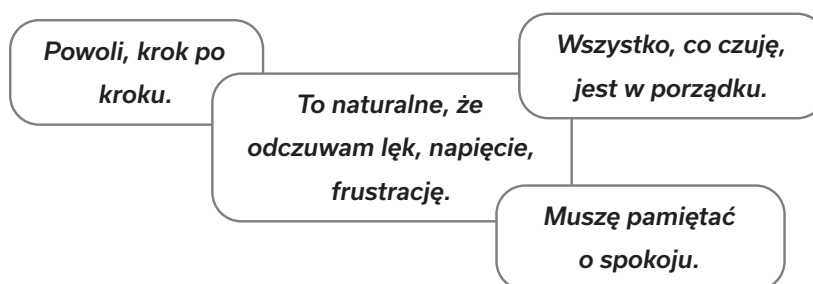 Powoli, krok po
kroku.
To naturalne, że
odczuwam lęk, napięcie,
frustrację.
Wszystko, co czuję,
jest w porządku.
Muszę pamiętać
o spokoju.